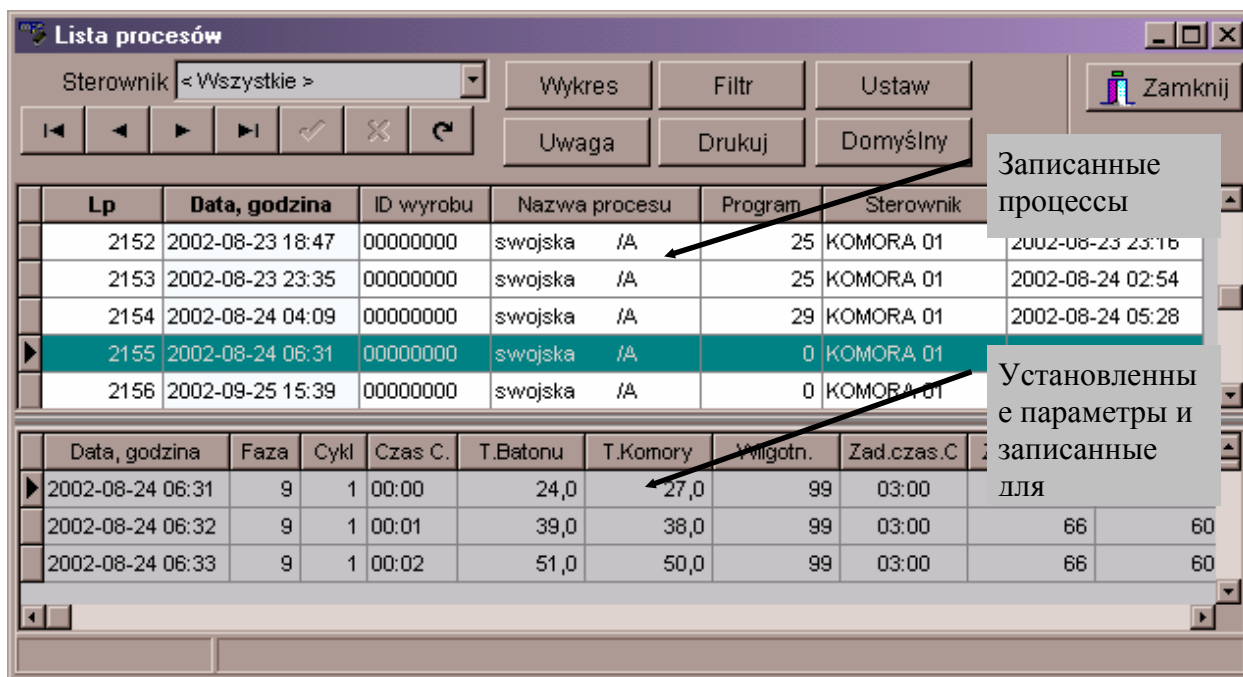 Lista procesów
Sterownik < Wszystkie > Wykres Filtr Ustaw Zamknij
Uwaga Drukuj Domyślny
Записанные
процессы
Lp Data, godzina ID wyrobu Nazwa procesu Program Sterownik
2152 2002-08-23 18:47 00000000 swojska /A 25 KOMORA 01 2002-08-23 23:16
2153 2002-08-23 23:35 00000000 swojska /A 25 KOMORA 01 2002-08-24 02:54
2154 2002-08-24 04:09 00000000 swojska /A 29 KOMORA 01 2002-08-24 05:28
2155 2002-08-24 06:31 00000000 swojska /A 0 KOMORA 01
2156 2002-09-25 15:39 00000000 swojska /A 0 KOMORA 01
Установленны
е параметры и
записанные
для
Data, godzina Faza Cykl Czas C. T.Batonu T.Komory Wilgotn. Zad.czas.C
2002-08-24 06:31 9 1 00:00 24,0 27,0 99 03:00
2002-08-24 06:32 9 1 00:01 39,0 38,0 99 03:00 66 60
2002-08-24 06:33 9 1 00:02 51,0 50,0 99 03:00 66 60